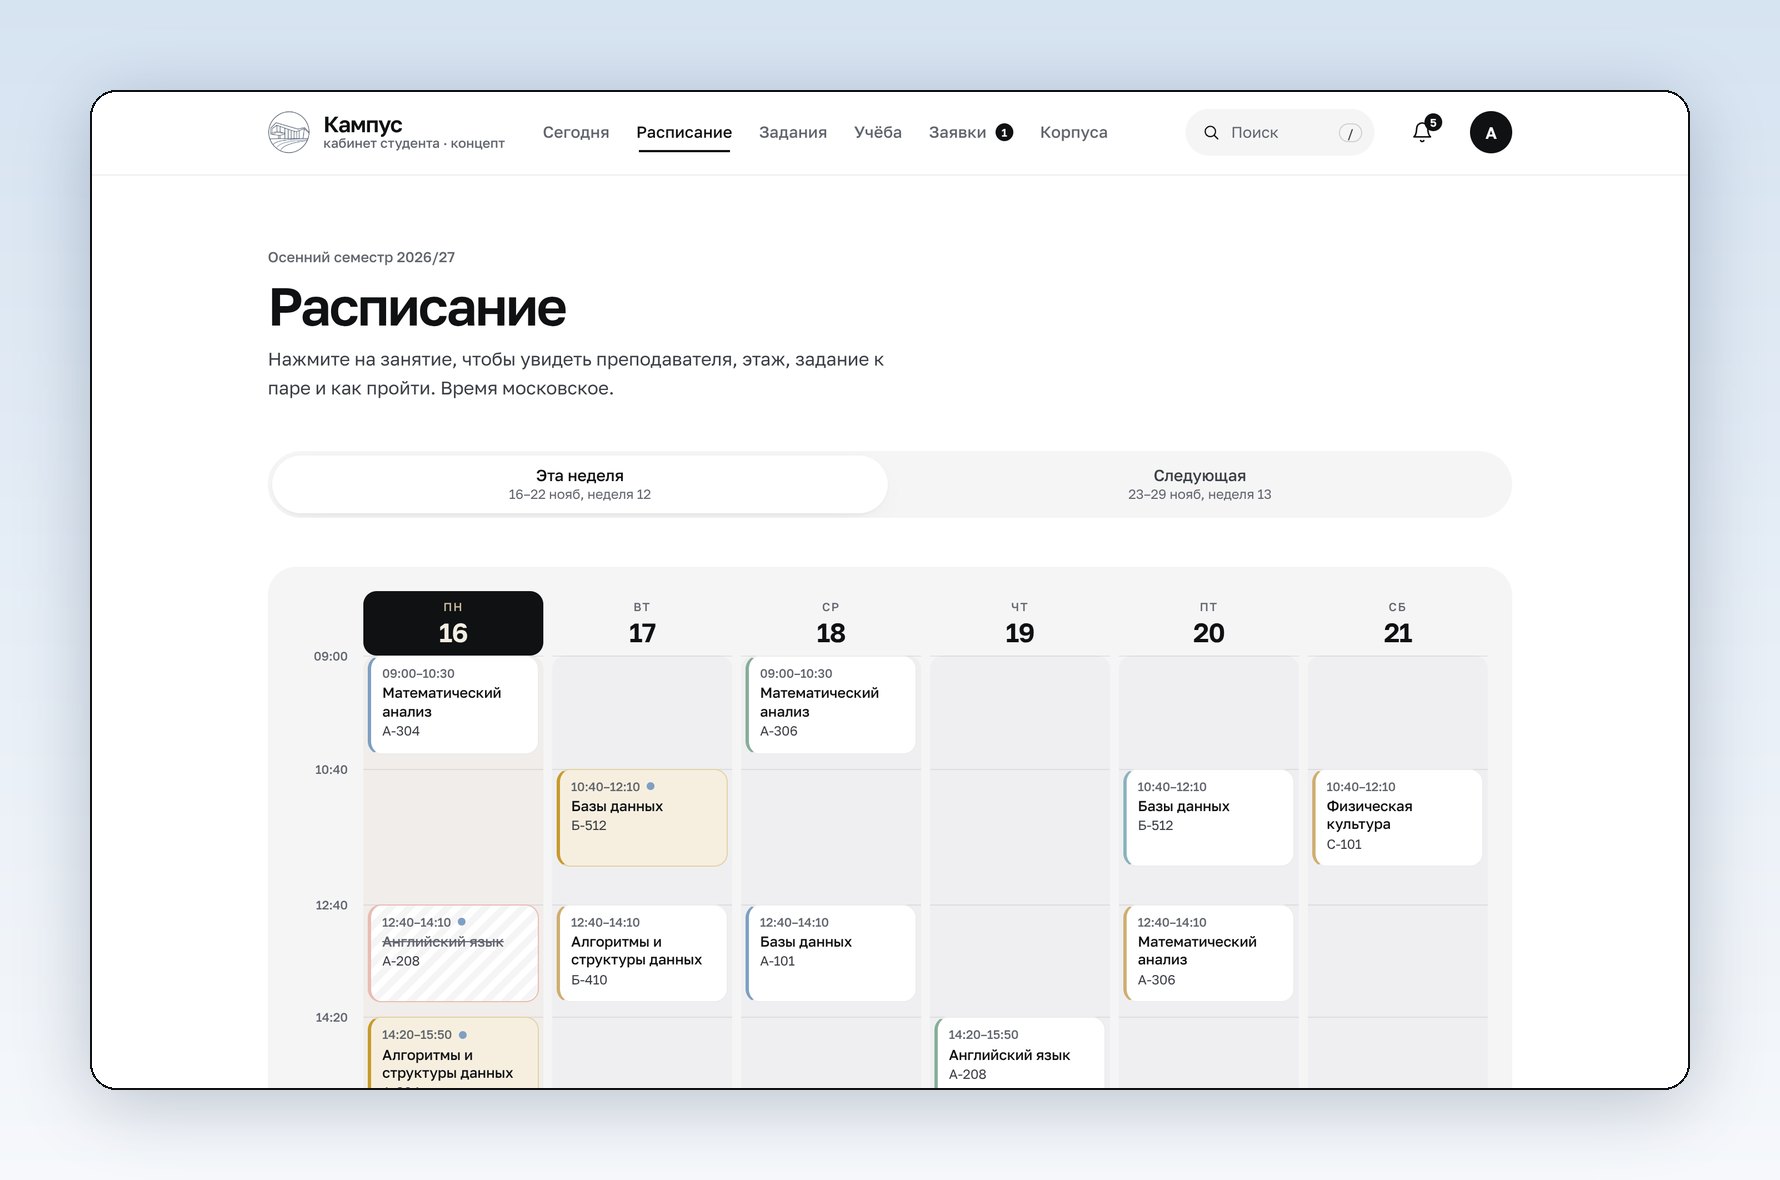 Кампус
кабинет студента · концепт
Сегодня
Расписание
Задания
Учёба
Заявки 1
Корпуса
Поиск /
5
А
Осенний семестр 2026/27
Расписание
Нажмите на занятие, чтобы увидеть преподавателя, этаж, задание к
паре и как пройти. Время московское.
Эта неделя
16–22 нояб, неделя 12
Следующая
23–29 нояб, неделя 13
ПН
16
ВТ
17
СР
18
ЧТ
19
ПТ
20
СБ
21
09:00
09:00–10:30
Математический
анализ
А-304
09:00–10:30
Математический
анализ
А-306
10:40
10:40–12:10
Базы данных
Б-512
10:40–12:10
Базы данных
Б-512
10:40–12:10
Физическая
культура
С-101
12:40
12:40–14:10
Английский язык
А-208
12:40–14:10
Алгоритмы и
структуры данных
Б-410
12:40–14:10
Базы данных
А-101
12:40–14:10
Математический
анализ
А-306
14:20
14:20–15:50
Алгоритмы и
структуры данных
14:20–15:50
Английский язык
А-208